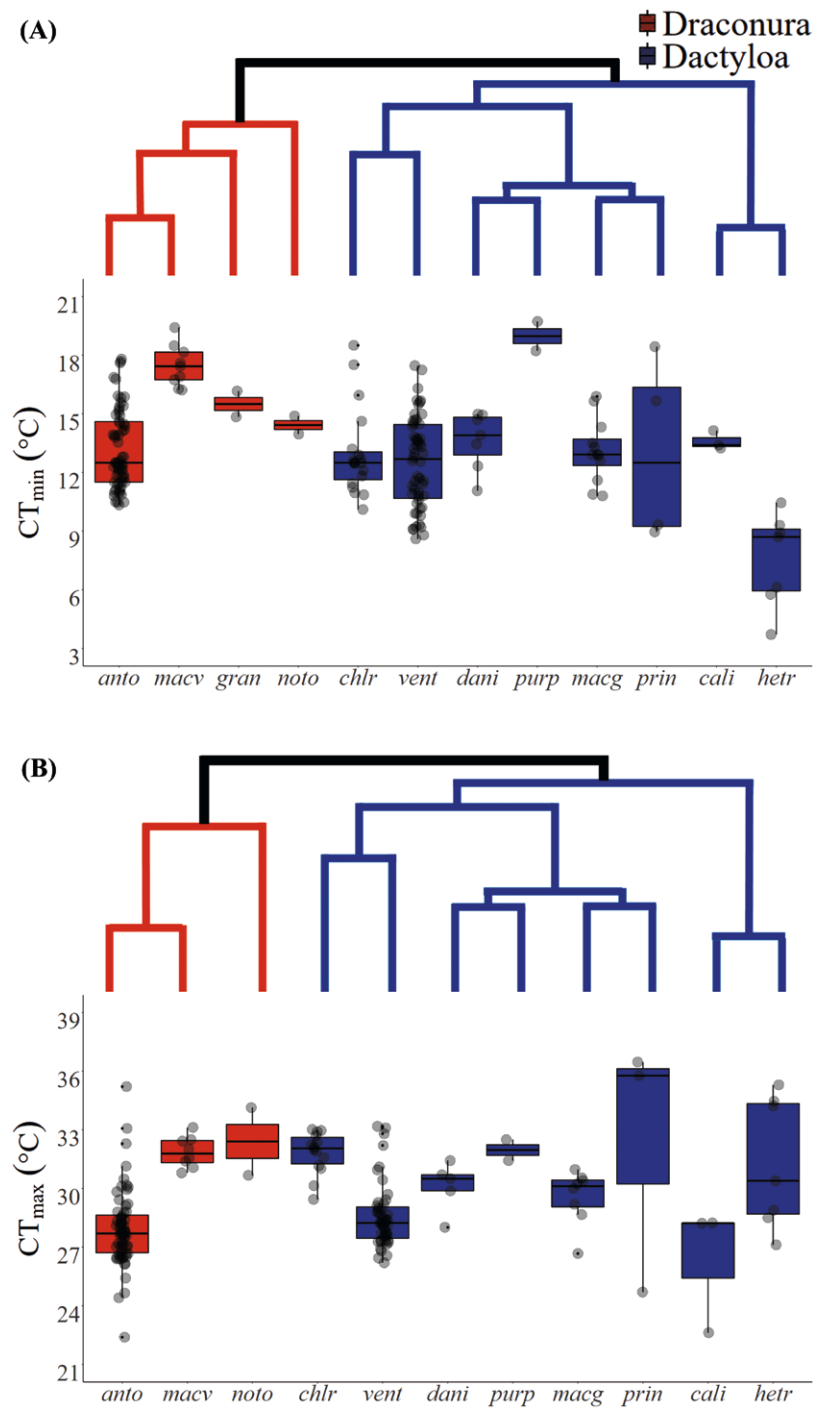 (A)
Draconura
Dactyloa
21
18
15
12
9
6
3
CTmin (°C)
anto macv gran noto chlr vent dani purp macg prin cali hetr
(B)
39
36
33
30
27
24
21
CTmax (°C)
anto macv noto chlr vent dani purp macg prin cali hetr